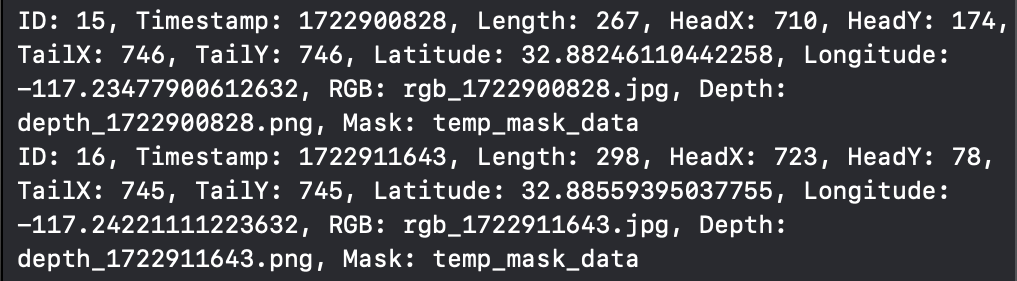 ID: 15, Timestamp: 1722900828, Length: 267, HeadX: 710, HeadY: 174,
TailX: 746, TailY: 746, Latitude: 32.88246110442258, Longitude:
-117.23477900612632, RGB: rgb_1722900828.jpg, Depth:
depth_1722900828.png, Mask: temp_mask_data
ID: 16, Timestamp: 1722911643, Length: 298, HeadX: 723, HeadY: 78,
TailX: 745, TailY: 745, Latitude: 32.88559395037755, Longitude:
-117.24221111223632, RGB: rgb_1722911643.jpg, Depth:
depth_1722911643.png, Mask: temp_mask_data